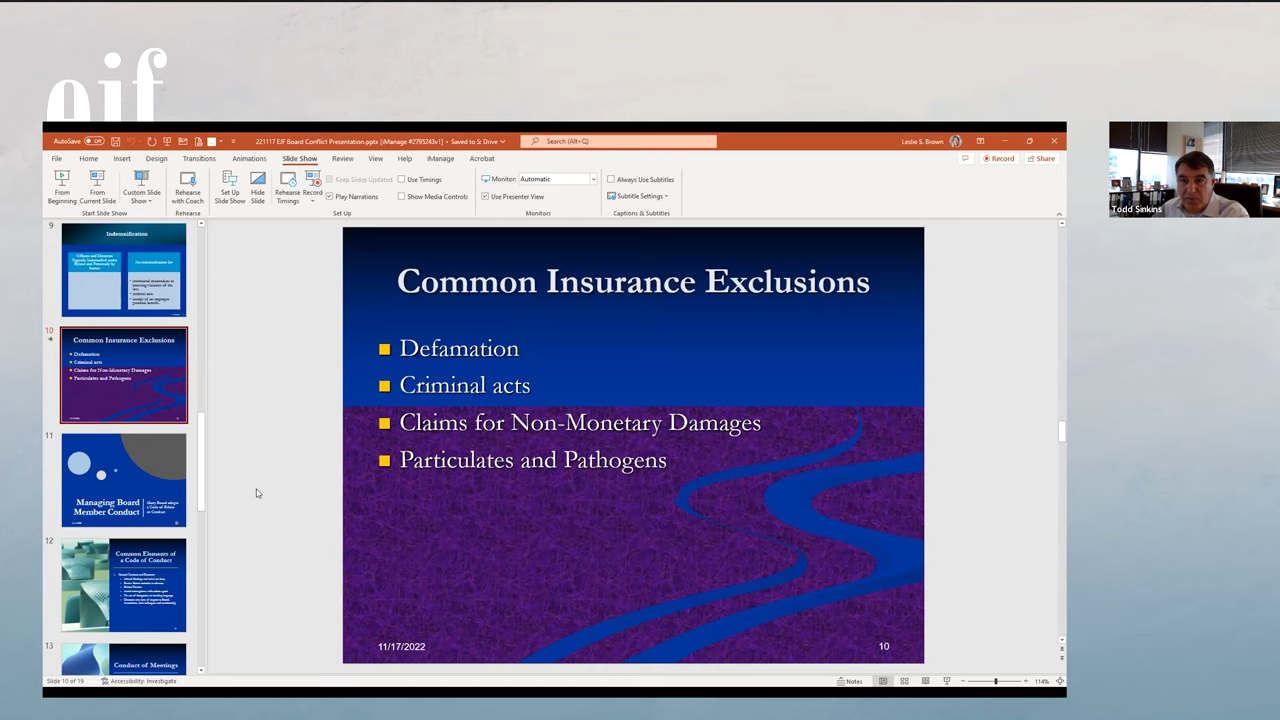 ejf
AutoSave Off
221117 EJF Board Conflict Presentation.pptx [iManage #2795243v1] • Saved to S: Drive
Search (Alt+Q)
Leslie S. Brown
File Home Insert Design Transitions Animations Slide Show Review View Help iManage Acrobat
Record
Share
From Beginning
From Current Slide
Custom Slide Show
Start Slide Show
Rehearse with Coach
Rehearse
Set Up Slide Show
Hide Slide
Rehearse Timings
Record
Keep Slides Updated
Play Narrations
Use Timings
Show Media Controls
Set Up
Monitor: Automatic
Use Presenter View
Monitors
Always Use Subtitles
Subtitle Settings
Captions & Subtitles
Todd Sinkins
9
Indemnification
10
Common Insurance Exclusions
Defamation
Criminal acts
Claims for Non-Monetary Damages
Particulates and Pathogens
11
Managing Board
Member Conduct
12
Common Elements of
a Code of Conduct
13
Conduct of Meetings
Common Insurance Exclusions
Defamation
Criminal acts
Claims for Non-Monetary Damages
Particulates and Pathogens
11/17/2022
10
Slide 10 of 19
Accessibility: Investigate
Notes
114%